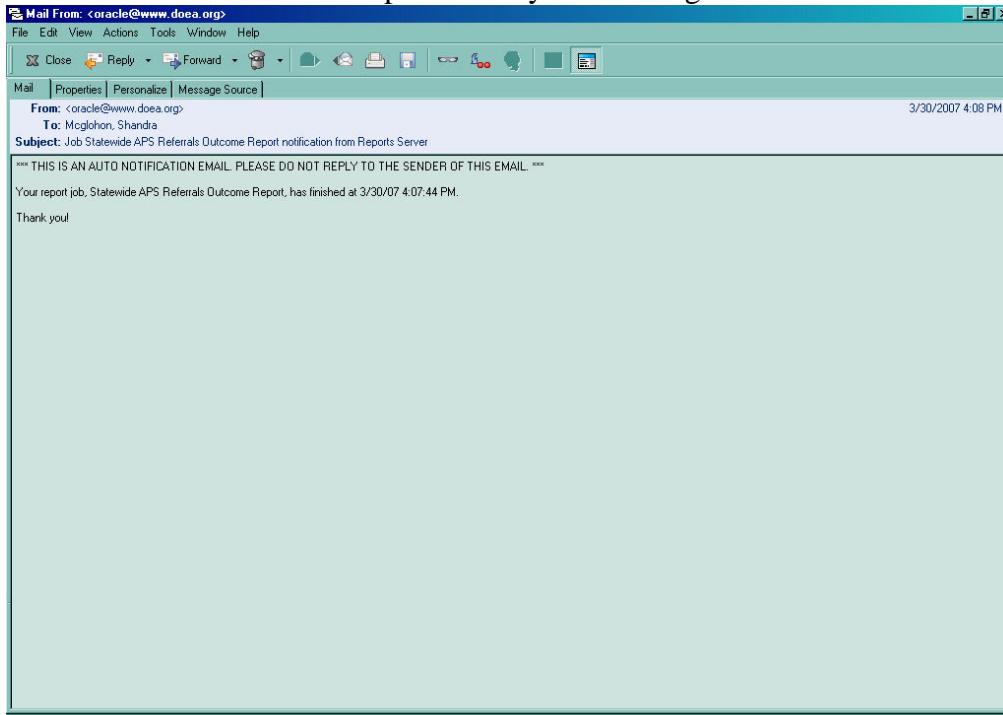 Mail From: <oracle@www.doea.org>
File Edit View Actions Tools Window Help
Close Reply Forward
Mail Properties Personalize Message Source
From: <oracle@www.doea.org> 3/30/2007 4:08 PM
To: Mcglohon, Shandra
Subject: Job Statewide APS Referrals Outcome Report notification from Reports Server
*** THIS IS AN AUTO NOTIFICATION EMAIL. PLEASE DO NOT REPLY TO THE SENDER OF THIS EMAIL. ***
Your report job, Statewide APS Referrals Outcome Report, has finished at 3/30/07 4:07:44 PM.
Thank you!